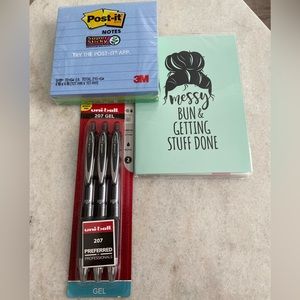 Post-it
NOTES
Super
Sticky
TRY THE POST-IT APP.
3M
messy
BUN &
GETTING
STUFF DONE
uni-ball
207 GEL
uni-ball
207
PREFERRED
PROFESSIONALS
GEL